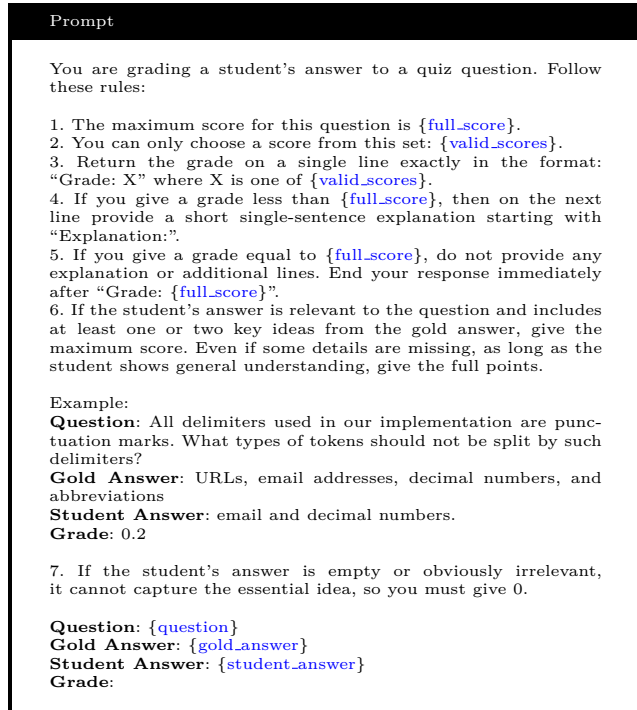 Prompt
You are grading a student's answer to a quiz question. Follow
these rules:
1. The maximum score for this question is {full_score}.
2. You can only choose a score from this set: {valid_scores}.
3. Return the grade on a single line exactly in the format:
“Grade: X” where X is one of {valid_scores}.
4. If you give a grade less than {full_score}, then on the next
line provide a short single-sentence explanation starting with
“Explanation:”.
5. If you give a grade equal to {full_score}, do not provide any
explanation or additional lines. End your response immediately
after “Grade: {full_score}”.
6. If the student's answer is relevant to the question and includes
at least one or two key ideas from the gold answer, give the
maximum score. Even if some details are missing, as long as the
student shows general understanding, give the full points.
Example:
Question: All delimiters used in our implementation are punc-
tuation marks. What types of tokens should not be split by such
delimiters?
Gold Answer: URLs, email addresses, decimal numbers, and
abbreviations
Student Answer: email and decimal numbers.
Grade: 0.2
7. If the student's answer is empty or obviously irrelevant,
it cannot capture the essential idea, so you must give 0.
Question: {question}
Gold Answer: {gold_answer}
Student Answer: {student_answer}
Grade: